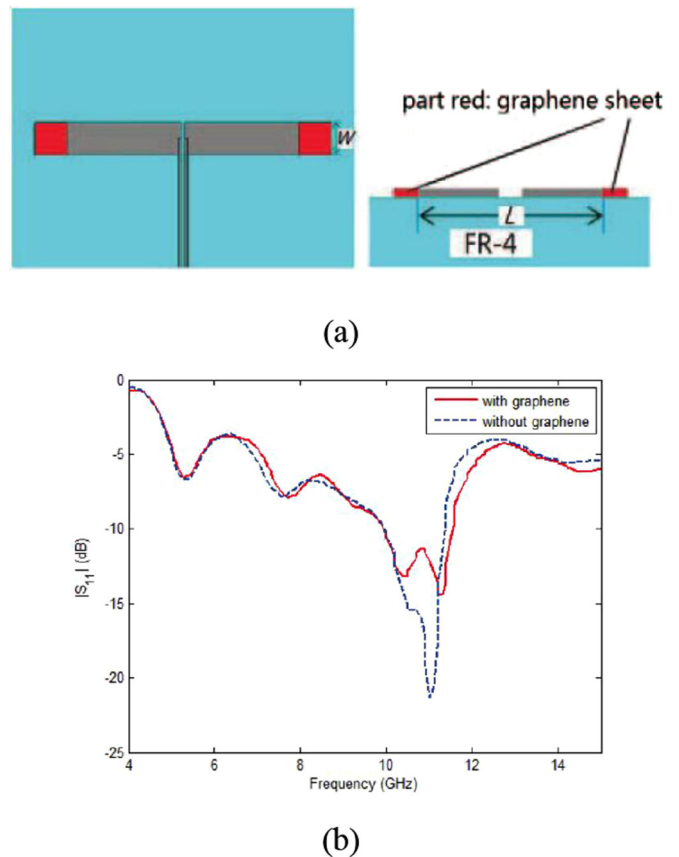 W
part red: graphene sheet
L
FR-4
(a)
0
-5
-10
-15
-20
-25
|S11| (dB)
with graphene
without graphene
4
6
8
10
12
14
Frequency (GHz)
(b)